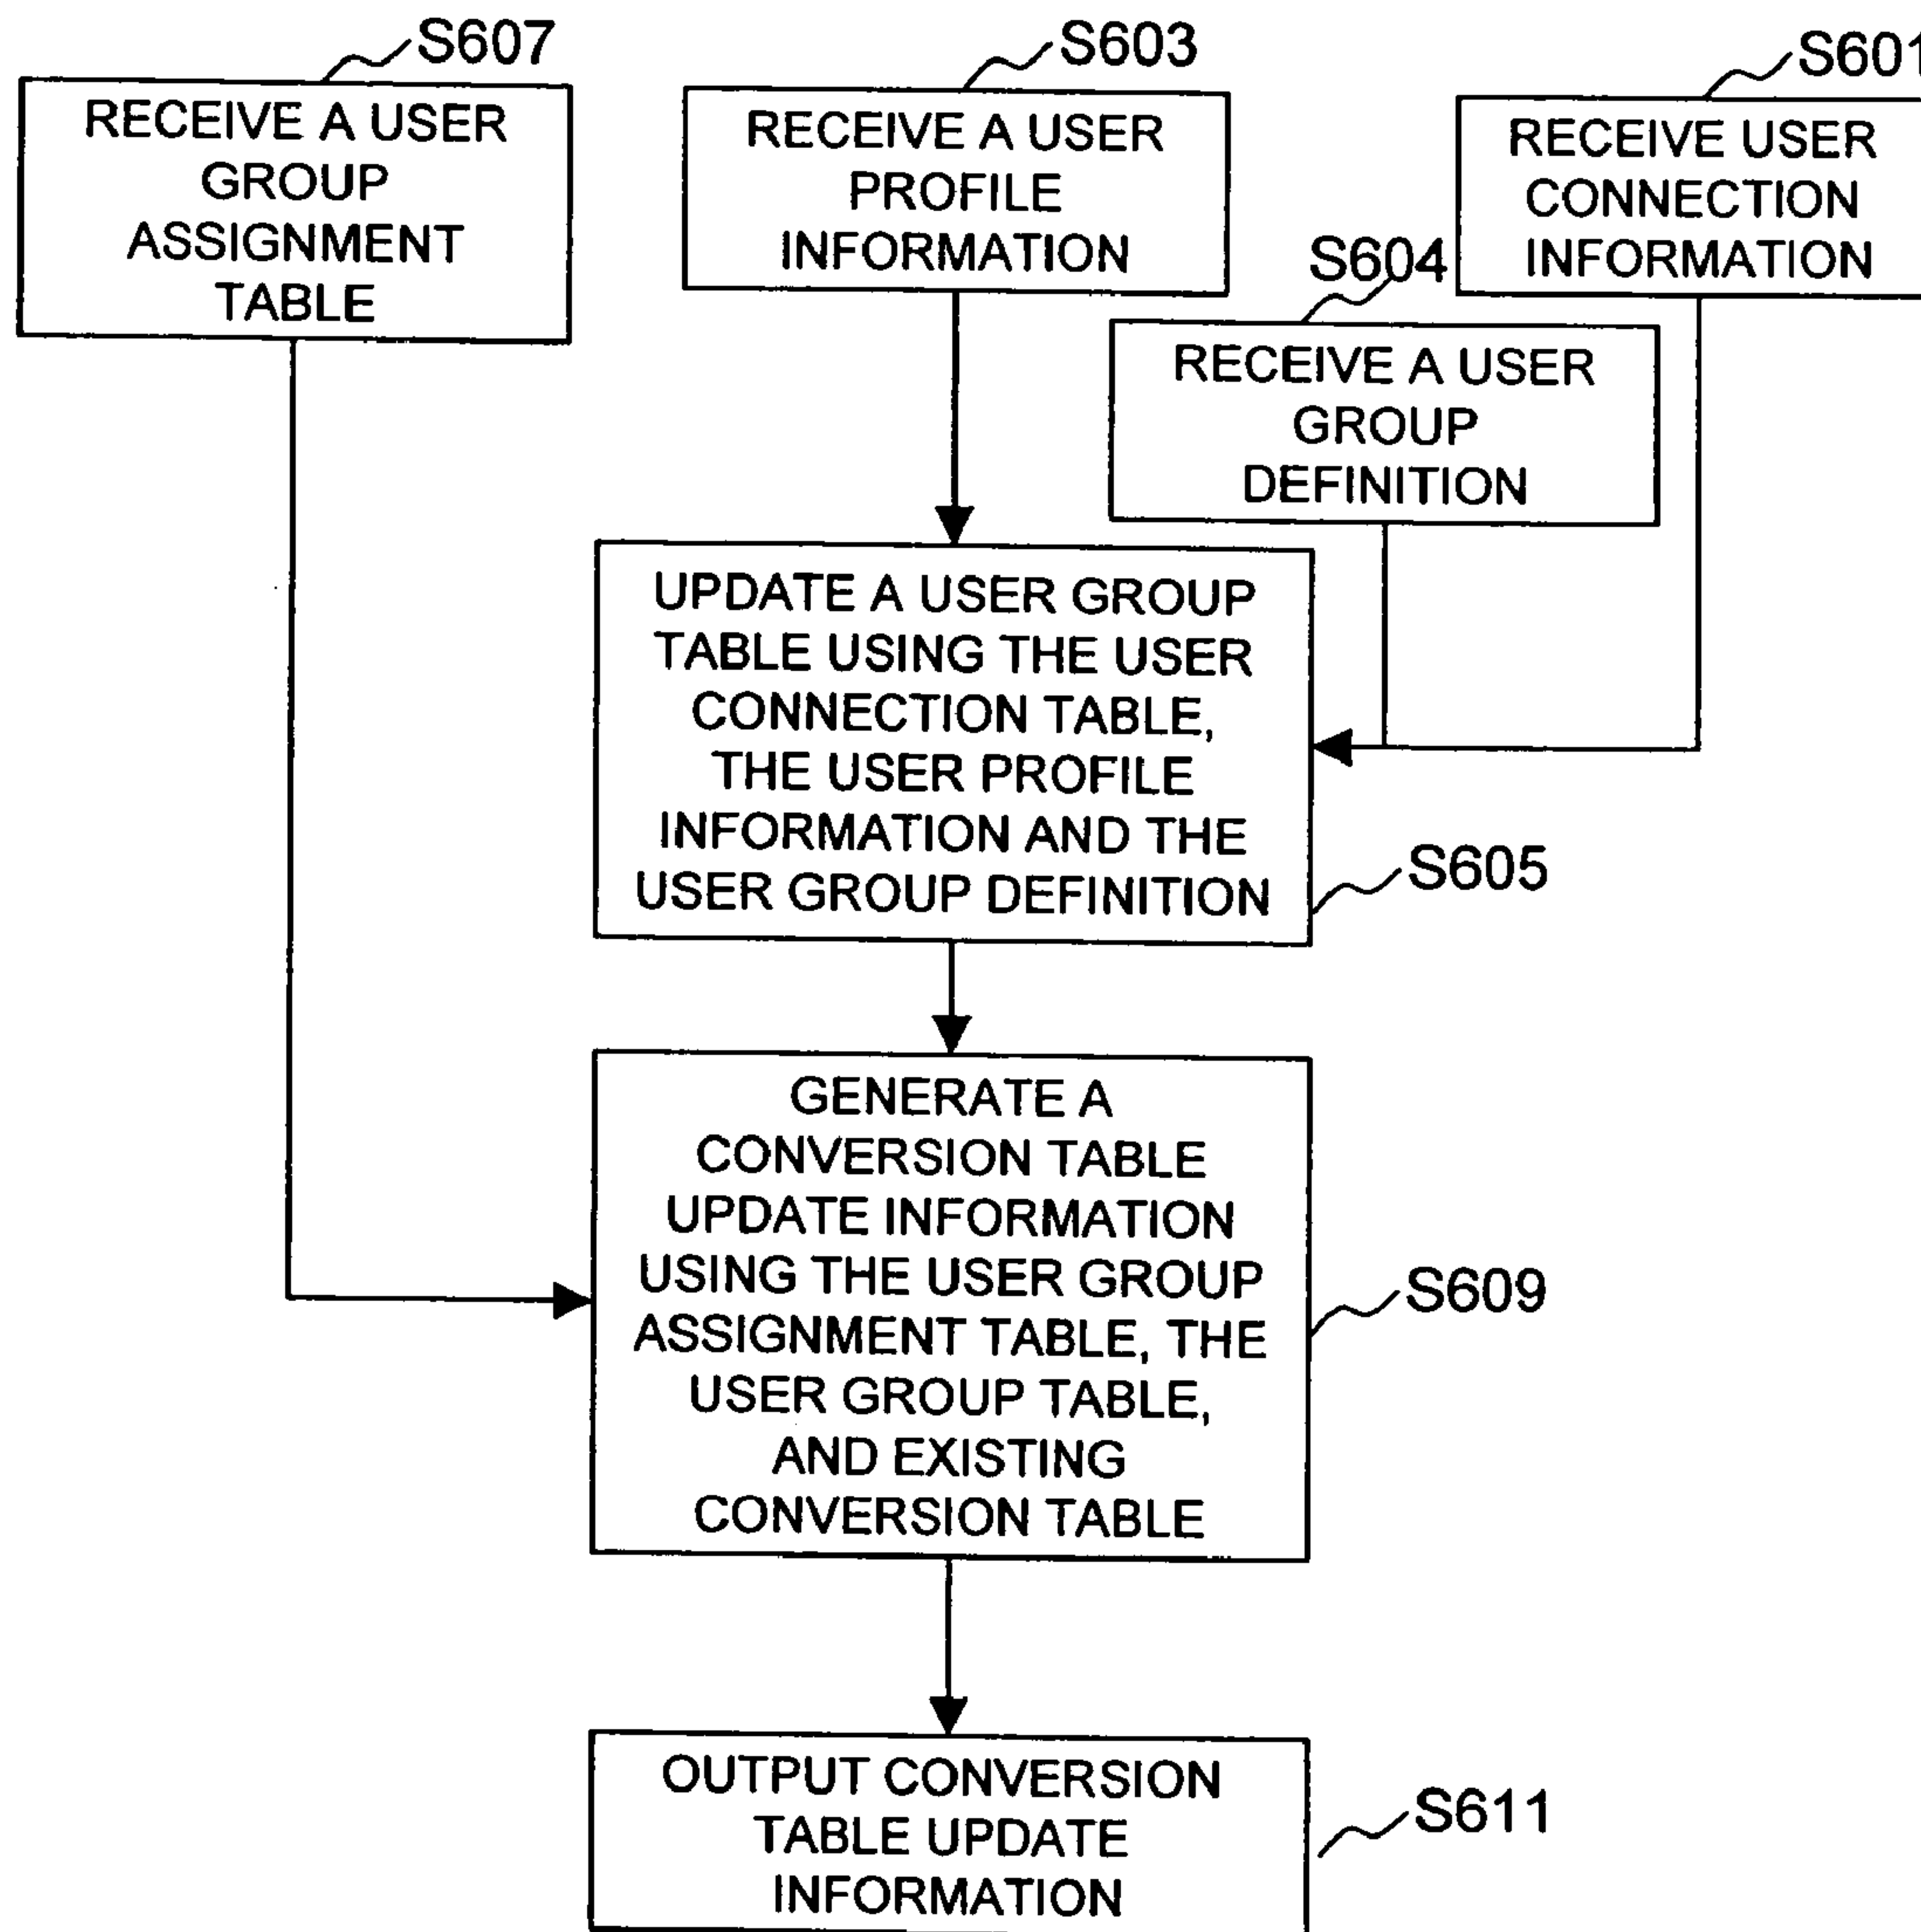 S607
RECEIVE A USER
GROUP
ASSIGNMENT
TABLE
S603
RECEIVE A USER
PROFILE
INFORMATION
S601
RECEIVE USER
CONNECTION
INFORMATION
S604
RECEIVE A USER
GROUP
DEFINITION
UPDATE A USER GROUP
TABLE USING THE USER
CONNECTION TABLE,
THE USER PROFILE
INFORMATION AND THE
USER GROUP DEFINITION
S605
GENERATE A
CONVERSION TABLE
UPDATE INFORMATION
USING THE USER GROUP
ASSIGNMENT TABLE, THE
USER GROUP TABLE,
AND EXISTING
CONVERSION TABLE
S609
OUTPUT CONVERSION
TABLE UPDATE
INFORMATION
S611